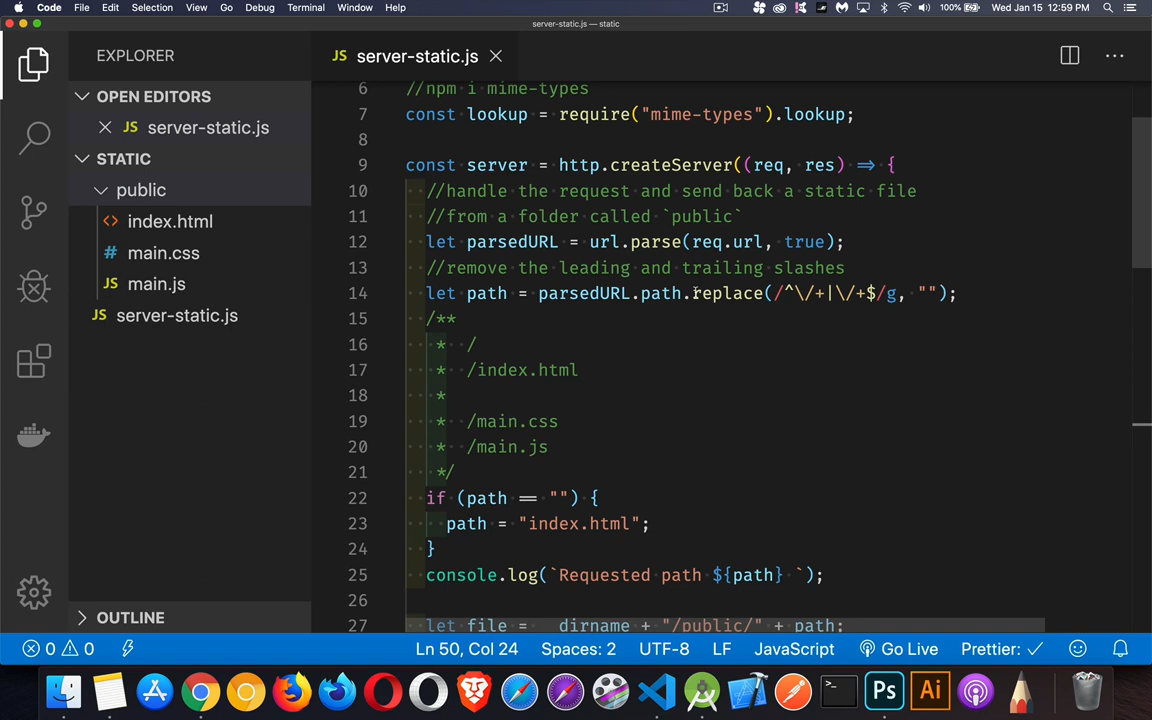 Code File Edit Selection View Go Debug Terminal Window Help 100% Wed Jan 15 12:59 PM
server-static.js — static
EXPLORER
JS server-static.js
OPEN EDITORS
JS server-static.js
STATIC
public
<> index.html
# main.css
JS main.js
JS server-static.js
OUTLINE
6 //npm i mime-types
7 const lookup = require("mime-types").lookup;
8
9 const server = http.createServer((req, res) => {
10 //handle the request and send back a static file
11 //from a folder called `public`
12 let parsedURL = url.parse(req.url, true);
13 //remove the leading and trailing slashes
14 let path = parsedURL.path.replace(/^\/+|\/+$/g, "");
15 /**
16 * /
17 * /index.html
18 *
19 * /main.css
20 * /main.js
21 */
22 if (path == "") {
23 path = "index.html";
24 }
25 console.log(`Requested path ${path} `);
26
27 let file = __dirname + "/public/" + path;
0 0 Ln 50, Col 24 Spaces: 2 UTF-8 LF JavaScript Go Live Prettier: ✓
>_ Ps Ai